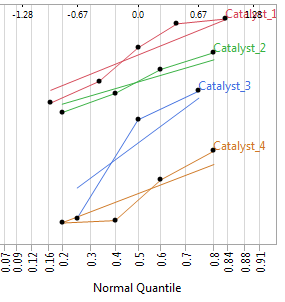 -1.28 -0.67 0.0 0.67 1.28
Catalyst_1
Catalyst_2
Catalyst_3
Catalyst_4
0.07 0.09 0.12 0.16 0.2 0.3 0.4 0.5 0.6 0.7 0.8 0.84 0.88 0.91
Normal Quantile